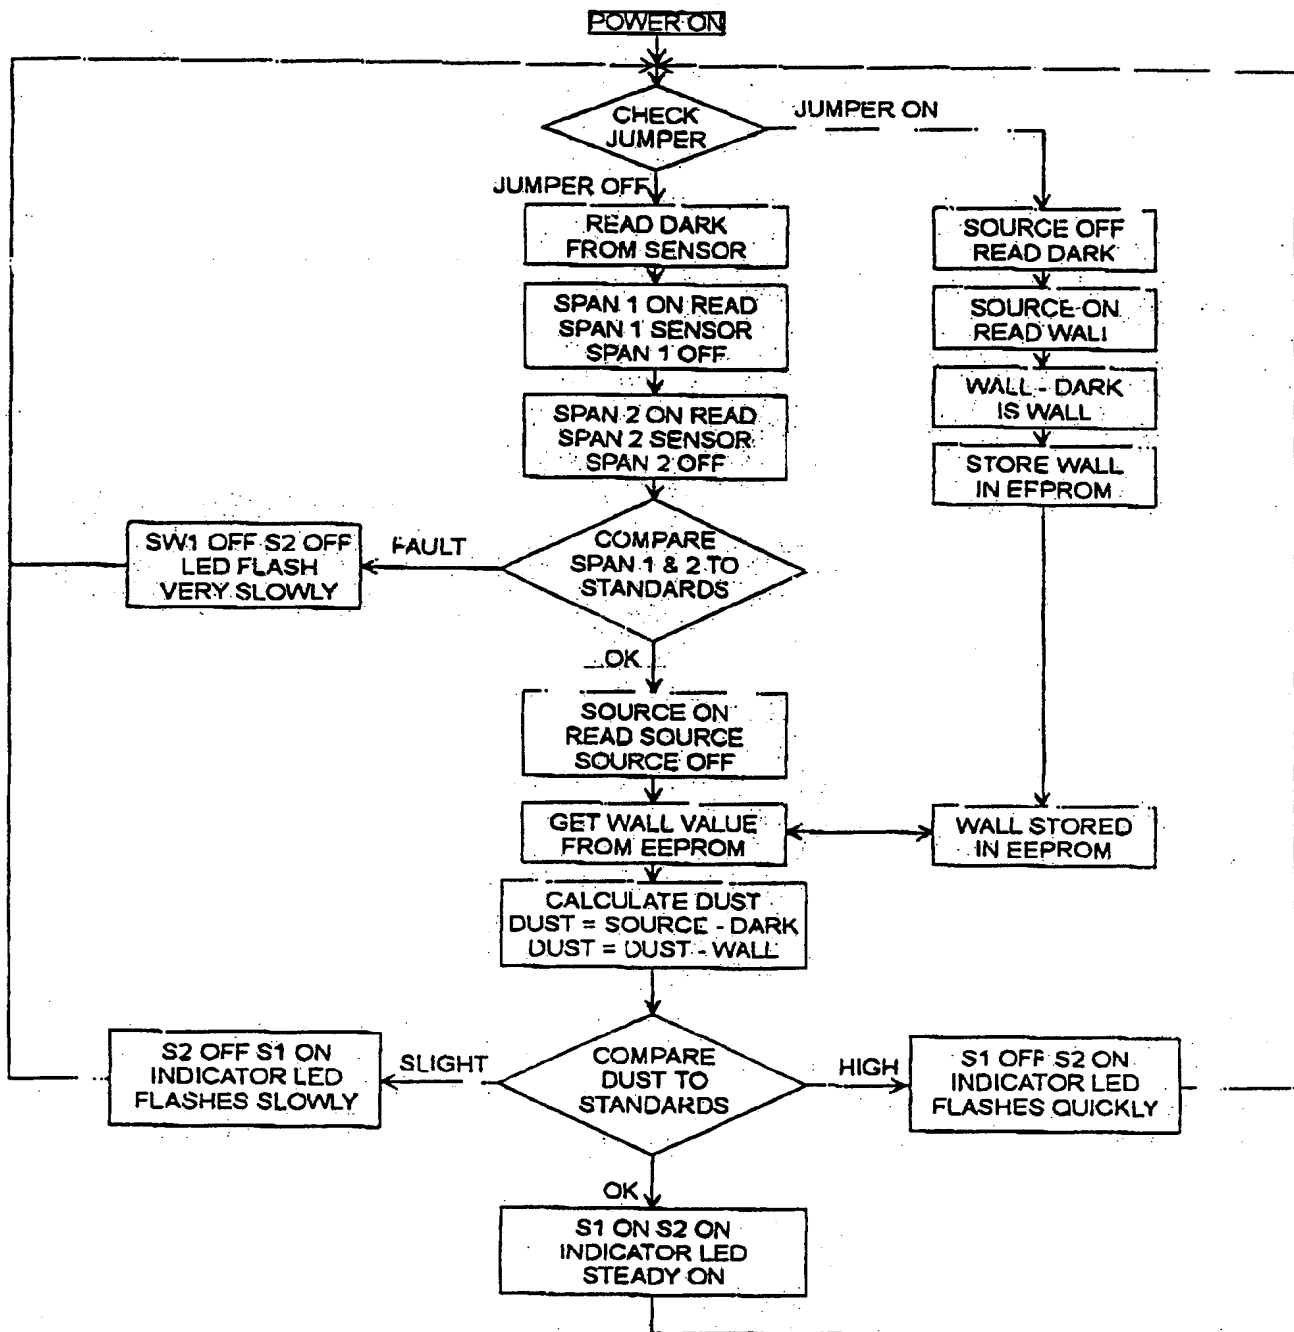 POWER ON
CHECK
JUMPER
JUMPER ON
JUMPER OFF
READ DARK
FROM SENSOR
SOURCE OFF
READ DARK
SPAN 1 ON READ
SPAN 1 SENSOR
SPAN 1 OFF
SOURCE ON
READ WALL
WALL - DARK
IS WALL
SPAN 2 ON READ
SPAN 2 SENSOR
SPAN 2 OFF
STORE WALL
IN EEPROM
SW1 OFF S2 OFF
LED FLASH
VERY SLOWLY
FAULT
COMPARE
SPAN 1 & 2 TO
STANDARDS
OK
SOURCE ON
READ SOURCE
SOURCE OFF
GET WALL VALUE
FROM EEPROM
WALL STORED
IN EEPROM
CALCULATE DUST
DUST = SOURCE - DARK
DUST = DUST - WALL
S2 OFF S1 ON
INDICATOR LED
FLASHES SLOWLY
SLIGHT
COMPARE
DUST TO
STANDARDS
HIGH
S1 OFF S2 ON
INDICATOR LED
FLASHES QUICKLY
OK
S1 ON S2 ON
INDICATOR LED
STEADY ON